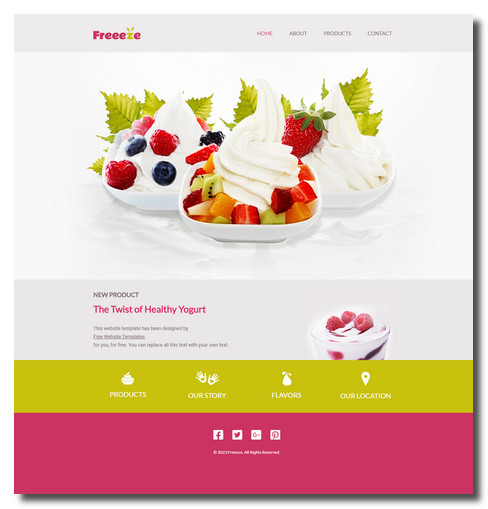 Freeeze
HOME ABOUT PRODUCTS CONTACT
NEW PRODUCT
The Twist of Healthy Yogurt
This website template has been designed by
Free Website Templates
for you, for free. You can replace all this text with your own text.
PRODUCTS OUR STORY FLAVORS OUR LOCATION
© 2023 Freeeze. All Rights Reserved.